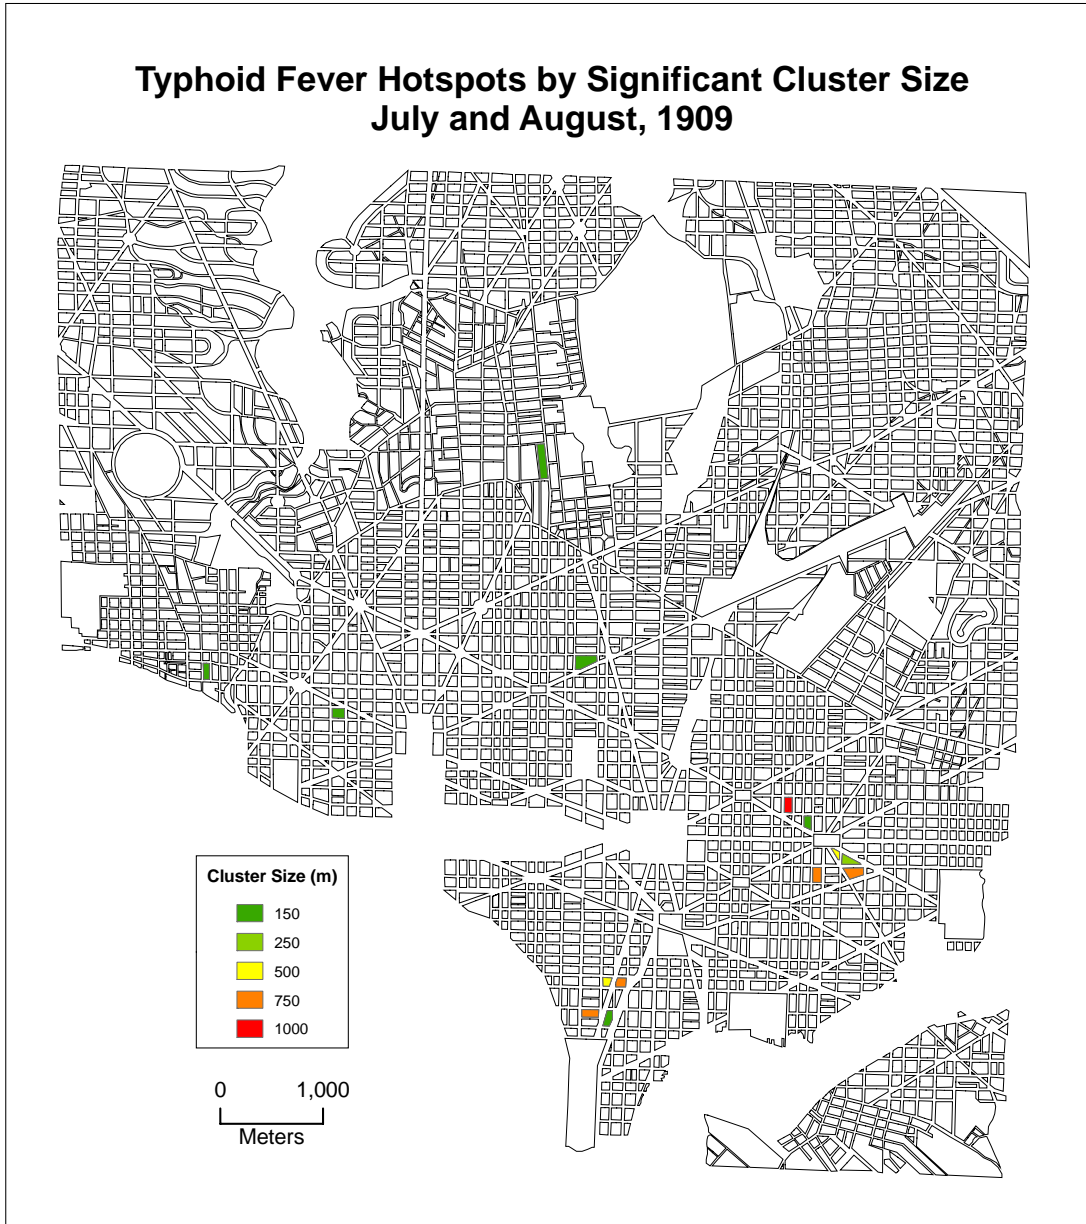 Typhoid Fever Hotspots by Significant Cluster Size
July and August, 1909
Cluster Size (m)
150
250
500
750
1000
0 1,000
Meters